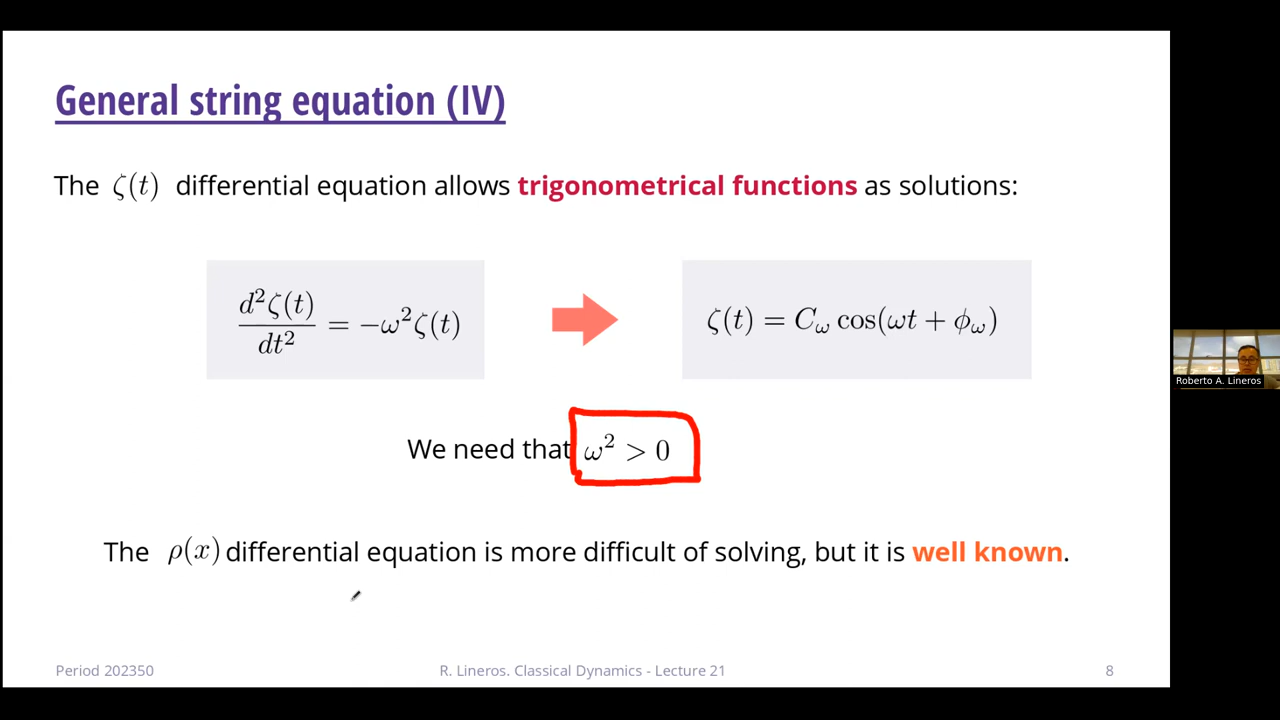 General string equation (IV)
The ζ(t) differential equation allows trigonometrical functions as solutions:
d²ζ(t)/dt² = −ω²ζ(t)
ζ(t) = C_ω cos(ωt + ϕ_ω)
We need that ω² > 0
The ρ(x) differential equation is more difficult of solving, but it is well known.
Period 202350
R. Lineros. Classical Dynamics - Lecture 21
8
Roberto A. Lineros